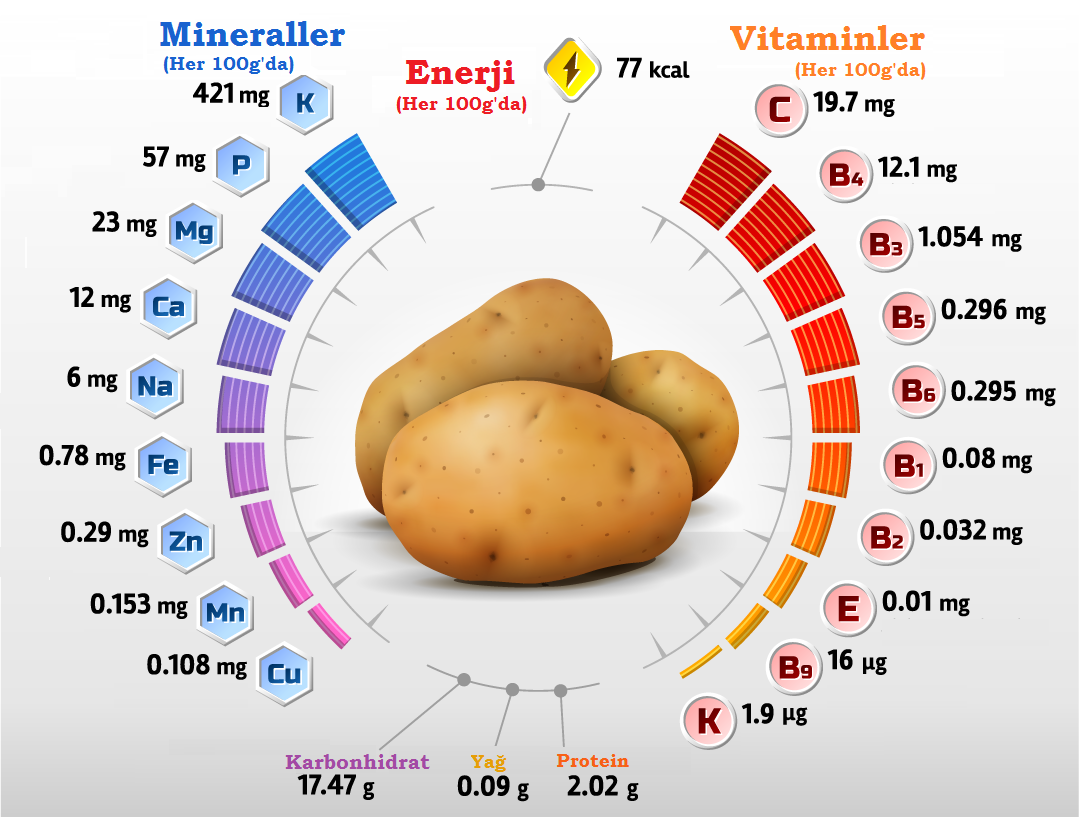 Mineraller
(Her 100g'da)
421 mg K
57 mg P
23 mg Mg
12 mg Ca
6 mg Na
0.78 mg Fe
0.29 mg Zn
0.153 mg Mn
0.108 mg Cu
Enerji
(Her 100g'da)
77 kcal
Vitaminler
(Her 100g'da)
C 19.7 mg
B4 12.1 mg
B3 1.054 mg
B5 0.296 mg
B6 0.295 mg
B1 0.08 mg
B2 0.032 mg
E 0.01 mg
B9 16 µg
K 1.9 µg
Karbonhidrat
17.47 g
Yağ
0.09 g
Protein
2.02 g